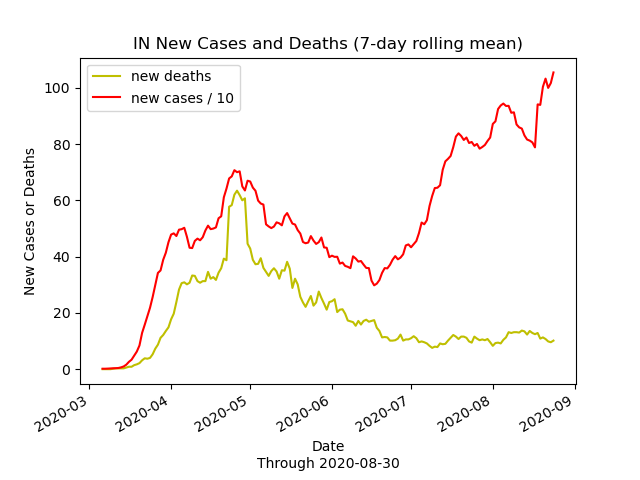 IN New Cases and Deaths (7-day rolling mean)
new deaths
new cases / 10
New Cases or Deaths
100
80
60
40
20
0
2020-03
2020-04
2020-05
2020-06
2020-07
2020-08
2020-09
Date
Through 2020-08-30